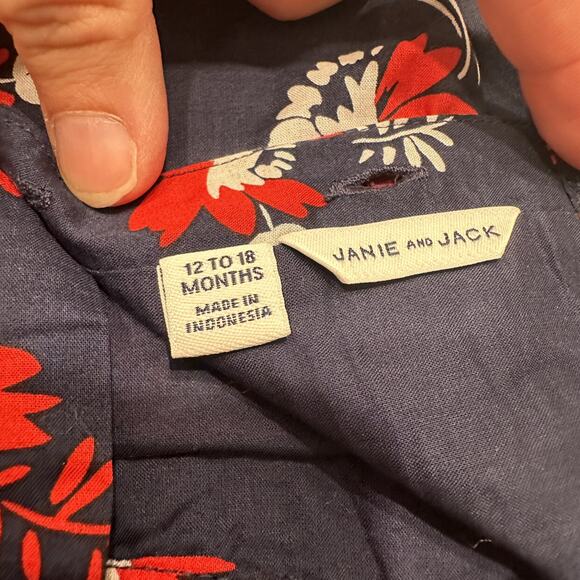 12 TO 18
MONTHS
MADE IN
INDONESIA
JANIE AND JACK